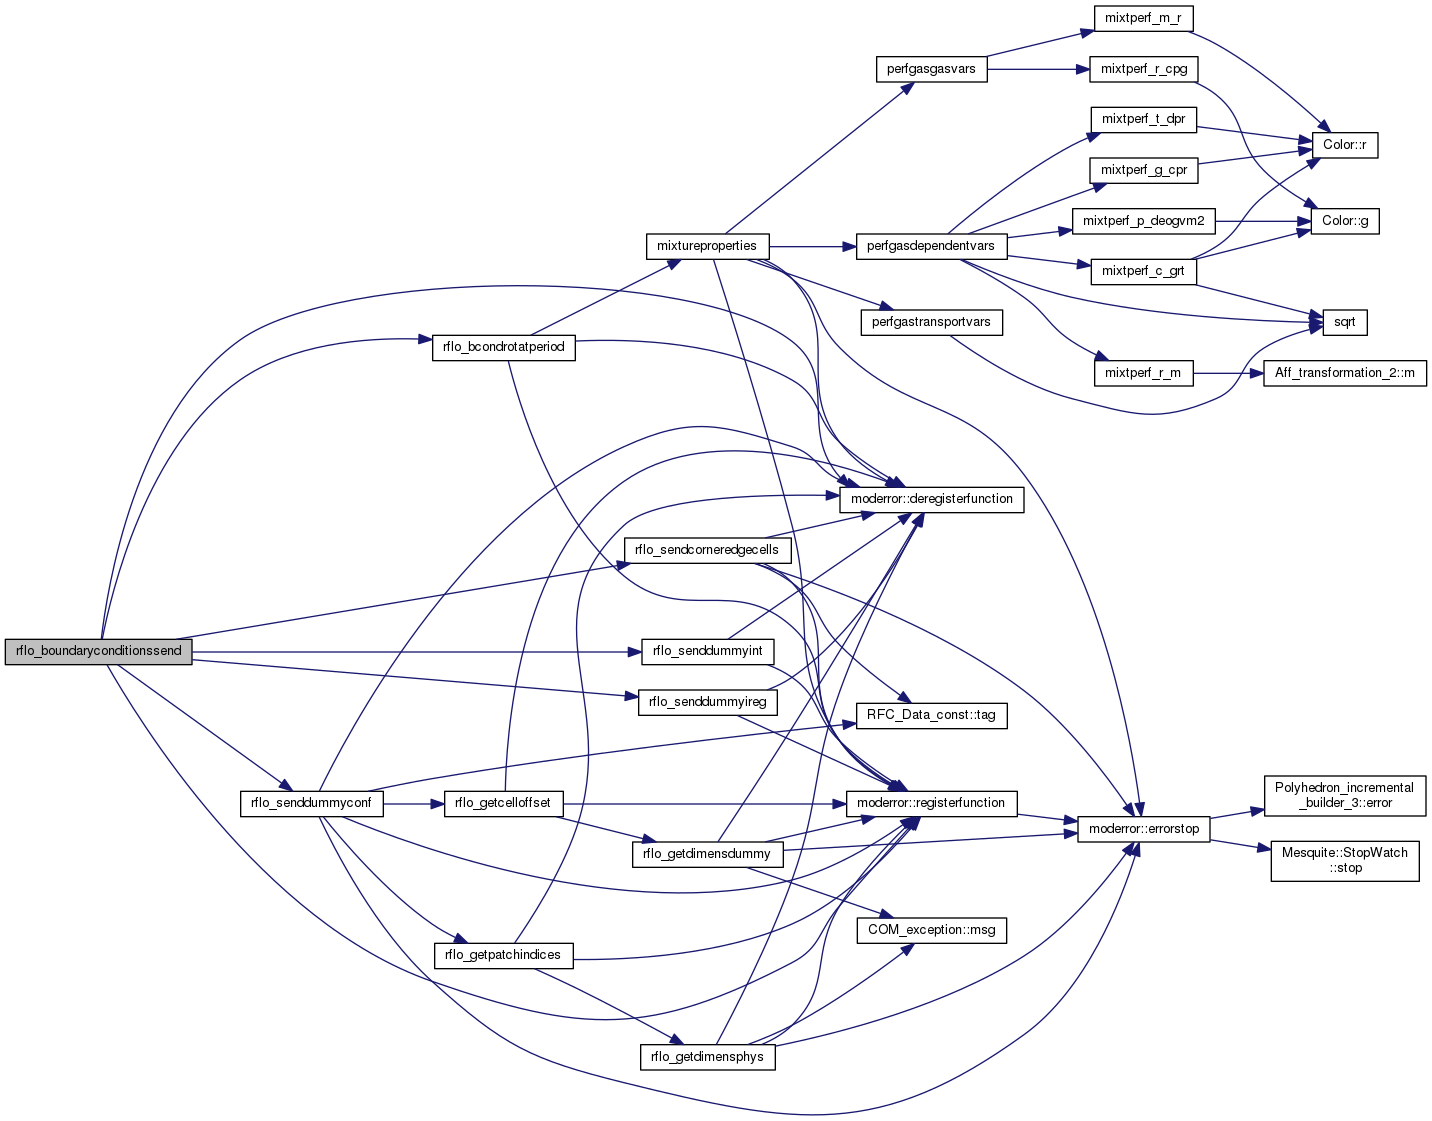 mixtperf_m_r
perfgasgasvars
mixtperf_r_cpg
mixtperf_t_dpr
Color::r
mixtperf_g_cpr
mixtperf_p_deogvm2
Color::g
mixtureproperties
perfgasdependentvars
mixtperf_c_grt
perfgastransportvars
sqrt
rflo_bcondrotatperiod
mixtperf_r_m
Aff_transformation_2::m
moderror::deregisterfunction
rflo_sendcorneredgecells
rflo_boundaryconditionssend
rflo_senddummyint
rflo_senddummyireg
RFC_Data_const::tag
rflo_senddummyconf
rflo_getcelloffset
moderror::registerfunction
Polyhedron_incremental
_builder_3::error
moderror::errorstop
rflo_getdimensdummy
Mesquite::StopWatch
::stop
COM_exception::msg
rflo_getpatchindices
rflo_getdimensphys